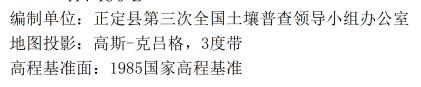 编制单位：正定县第三次全国土壤普查领导小组办公室
地图投影：高斯-克吕格，3度带
高程基准面：1985国家高程基准